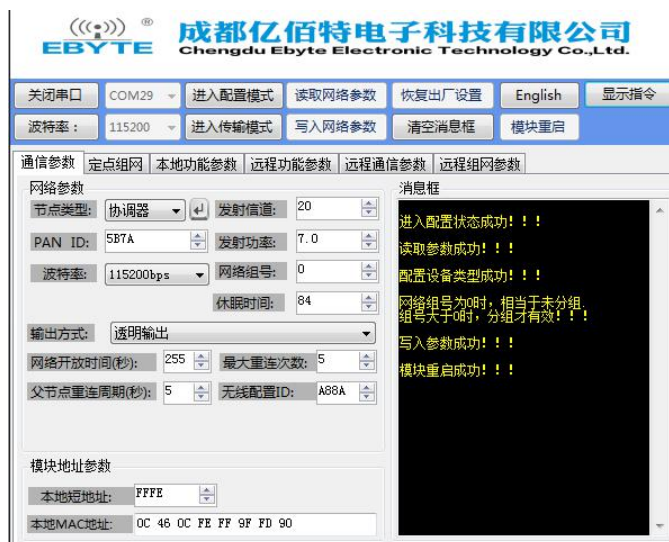 ((·)) ®
EBYTE
成都亿佰特电子科技有限公司
Chengdu Ebyte Electronic Technology Co.,Ltd.
关闭串口 COM29 进入配置模式 读取网络参数 恢复出厂设置 English 显示指令
波特率： 115200 进入传输模式 写入网络参数 清空消息框 模块重启
通信参数 定点组网 本地功能参数 远程功能参数 远程通信参数 远程组网参数
网络参数
节点类型: 协调器 发射信道: 20
PAN ID: 5B7A 发射功率: 7.0
波特率: 115200bps 网络组号: 0
休眠时间: 84
输出方式: 透明输出
网络开放时间(秒): 255 最大重连次数: 5
父节点重连周期(秒): 5 无线配置ID: A88A
模块地址参数
本地短地址: FFFE
本地MAC地址: 0C 46 0C FE FF 9F FD 90
消息框
进入配置状态成功！！！
读取参数成功！！！
配置设备类型成功！！！
网络组号为0时，相当于未分组.
组号大于0时，分组才有效！！！
写入参数成功！！！
模块重启成功！！！